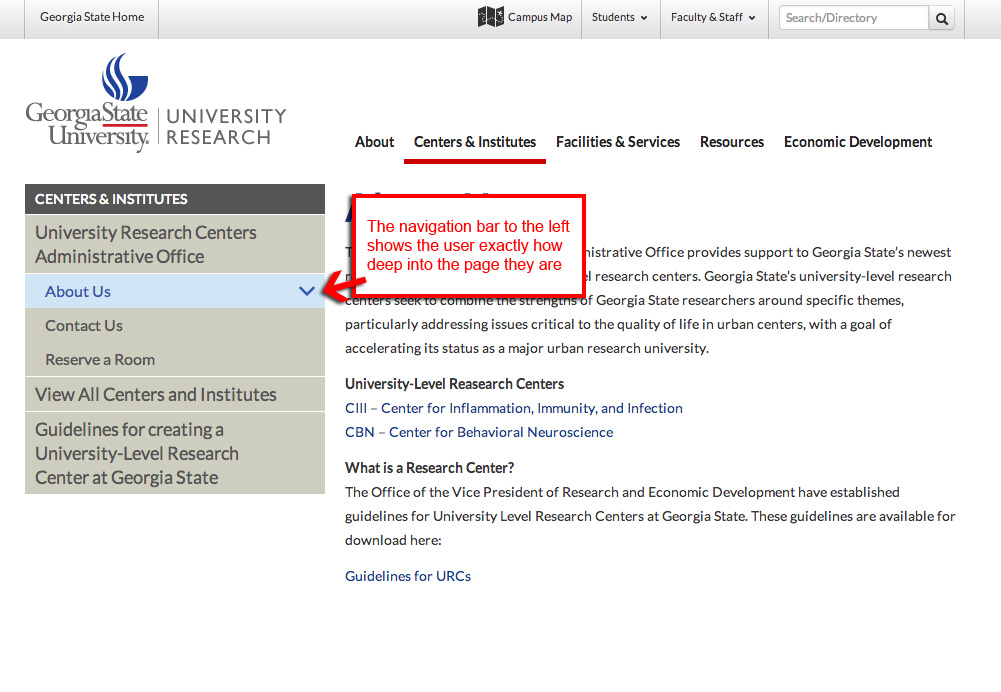 Georgia State Home
Campus Map
Students
Faculty & Staff
Search/Directory
GeorgiaState
University.
UNIVERSITY
RESEARCH
About
Centers & Institutes
Facilities & Services
Resources
Economic Development
CENTERS & INSTITUTES
University Research Centers
Administrative Office
About Us
Contact Us
Reserve a Room
View All Centers and Institutes
Guidelines for creating a
University-Level Research
Center at Georgia State
The navigation bar to the left
shows the user exactly how
deep into the page they are
Administrative Office provides support to Georgia State's newest
research centers. Georgia State's university-level research
centers seek to combine the strengths of Georgia State researchers around specific themes,
particularly addressing issues critical to the quality of life in urban centers, with a goal of
accelerating its status as a major urban research university.
University-Level Reasearch Centers
CIII – Center for Inflammation, Immunity, and Infection
CBN – Center for Behavioral Neuroscience
What is a Research Center?
The Office of the Vice President of Research and Economic Development have established
guidelines for University Level Research Centers at Georgia State. These guidelines are available for
download here:
Guidelines for URCs